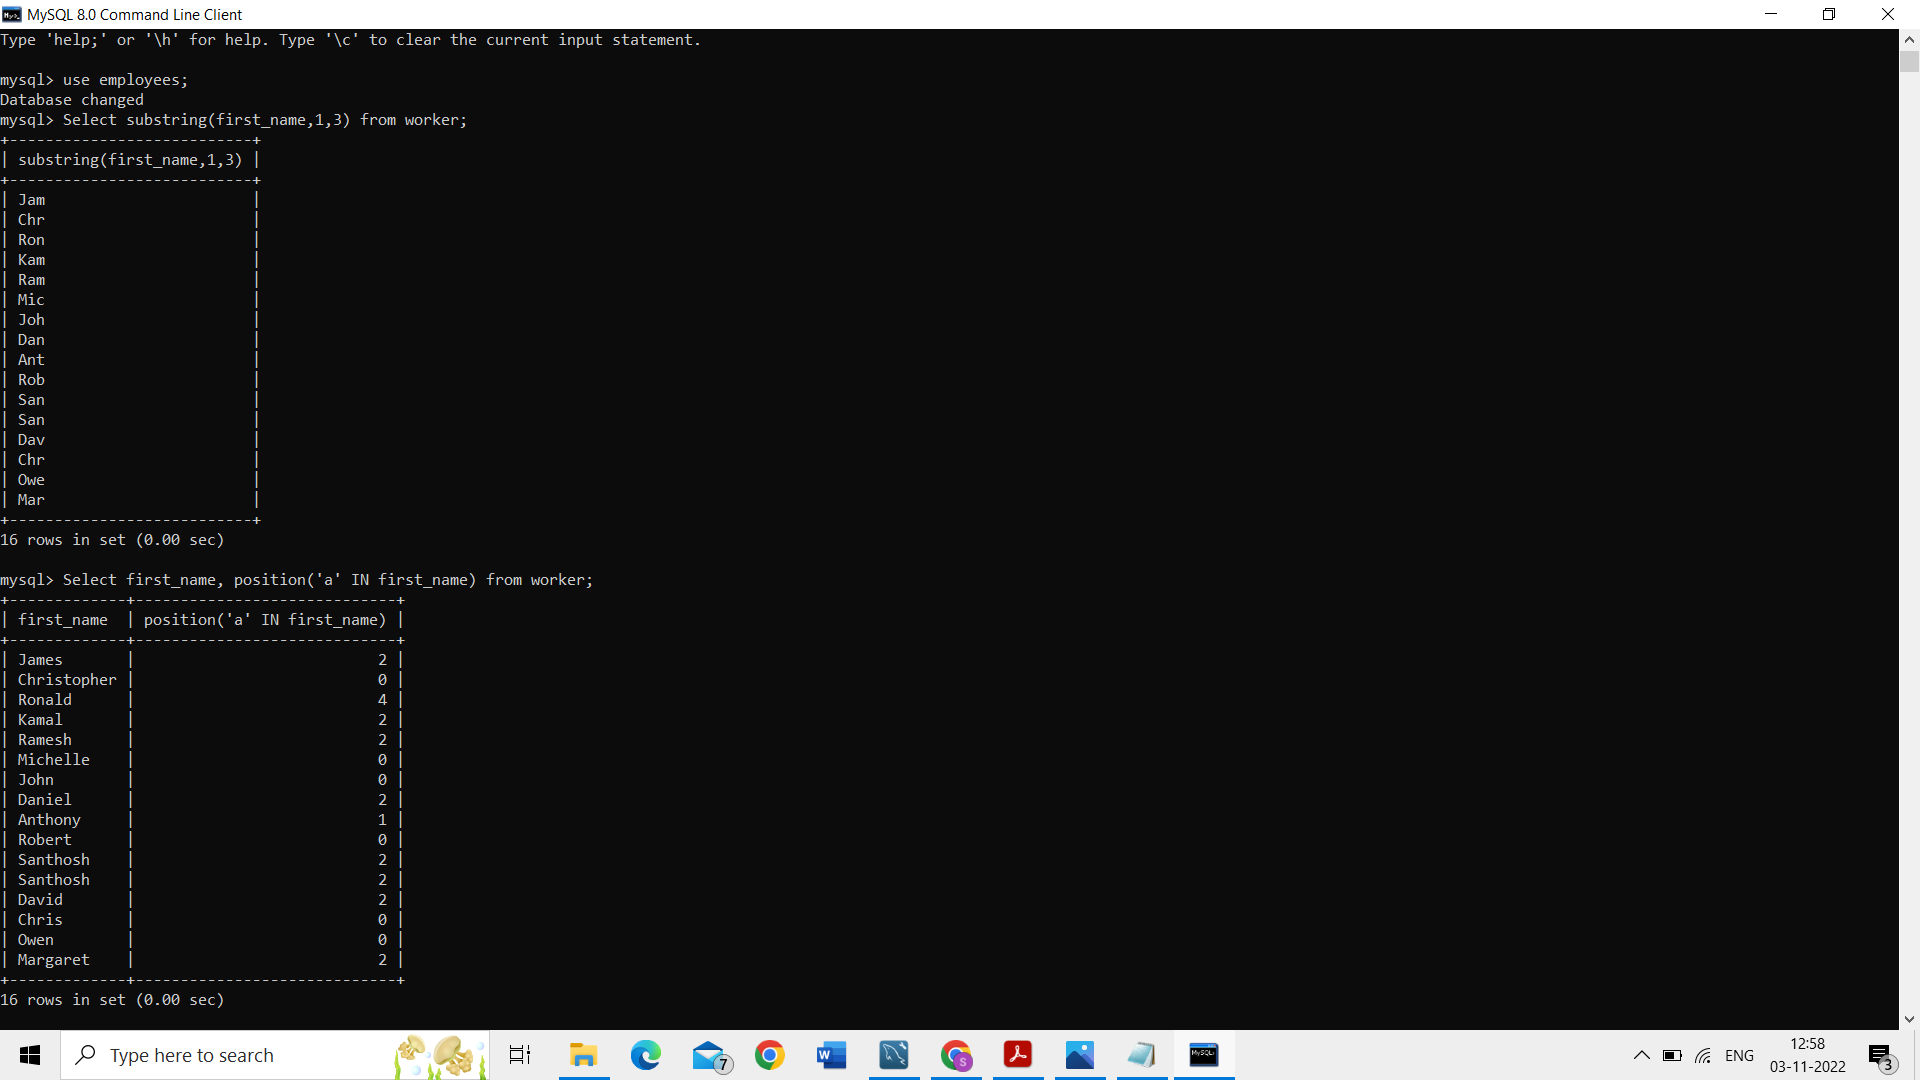 MySQL 8.0 Command Line Client
Type 'help;' or '\h' for help. Type '\c' to clear the current input statement.
mysql> use employees;
Database changed
mysql> Select substring(first_name,1,3) from worker;
+---------------------------+
| substring(first_name,1,3) |
+---------------------------+
| Jam                       |
| Chr                       |
| Ron                       |
| Kam                       |
| Ram                       |
| Mic                       |
| Joh                       |
| Dan                       |
| Ant                       |
| Rob                       |
| San                       |
| San                       |
| Dav                       |
| Chr                       |
| Owe                       |
| Mar                       |
+---------------------------+
16 rows in set (0.00 sec)
mysql> Select first_name, position('a' IN first_name) from worker;
+-------------+-----------------------------+
| first_name  | position('a' IN first_name) |
+-------------+-----------------------------+
| James       |                           2 |
| Christopher |                           0 |
| Ronald      |                           4 |
| Kamal       |                           2 |
| Ramesh      |                           2 |
| Michelle    |                           0 |
| John        |                           0 |
| Daniel      |                           2 |
| Anthony     |                           1 |
| Robert      |                           0 |
| Santhosh    |                           2 |
| Santhosh    |                           2 |
| David       |                           2 |
| Chris       |                           0 |
| Owen        |                           0 |
| Margaret    |                           2 |
+-------------+-----------------------------+
16 rows in set (0.00 sec)
Type here to search
7
W
S
MySQL
ENG
12:58
03-11-2022
3